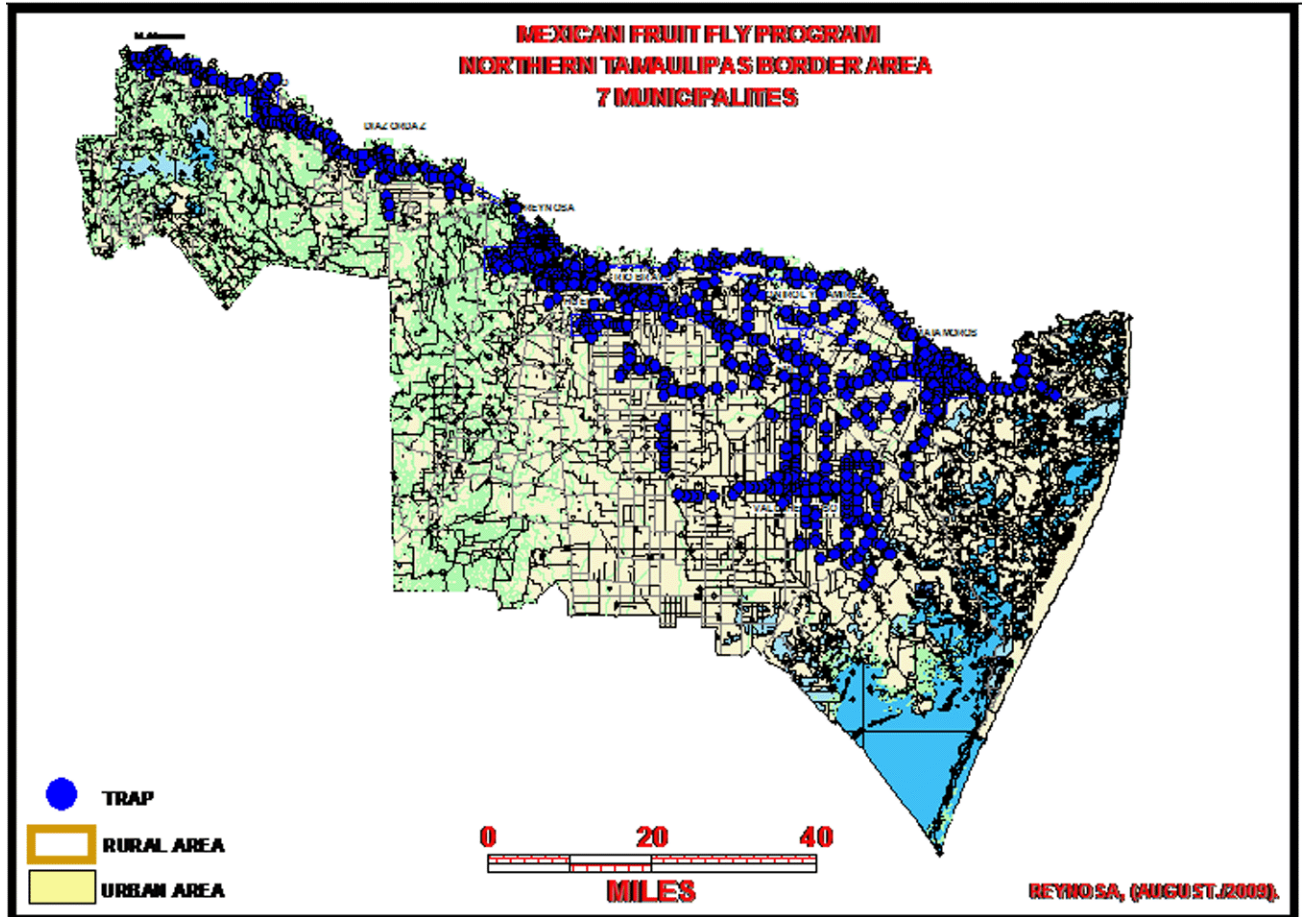 MEXICAN FRUIT FLY PROGRAM
NORTHERN TAMAULIPAS BORDER AREA
7 MUNICIPALITES
DIAZ ORDAZ
REYNOSA
TRAP
RURAL AREA
URBAN AREA
0 20 40
MILES
REYNOSA, (AUGUST./2009).